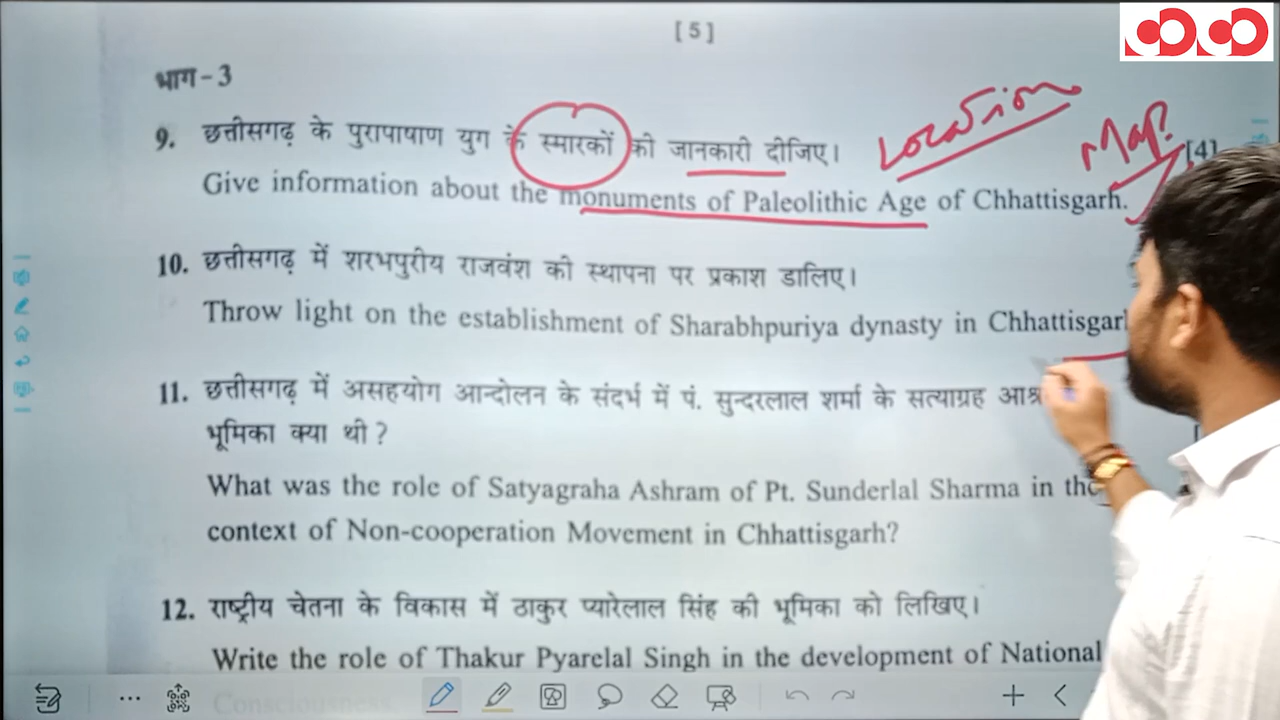 [ 5 ]
भाग – 3
Location
Map?
9. छत्तीसगढ़ के पुरापाषाण युग के स्मारकों की जानकारी दीजिए। [4]
Give information about the monuments of Paleolithic Age of Chhattisgarh.
10. छत्तीसगढ़ में शरभपुरीय राजवंश की स्थापना पर प्रकाश डालिए।
Throw light on the establishment of Sharabhpuriya dynasty in
11. छत्तीसगढ़ में असहयोग आन्दोलन के संदर्भ में पं. सुन्दरलाल शर्मा के सत्याग्रह
भूमिका क्या थी ?
What was the role of Satyagraha Ashram of Pt. Sunderlal Sharma in the
context of Non-cooperation Movement in Chhattisgarh?
12. राष्ट्रीय चेतना के विकास में ठाकुर प्यारेलाल सिंह की भूमिका को लिखिए।
Write the role of Thakur Pyarelal Singh in the development of National
Consciousness